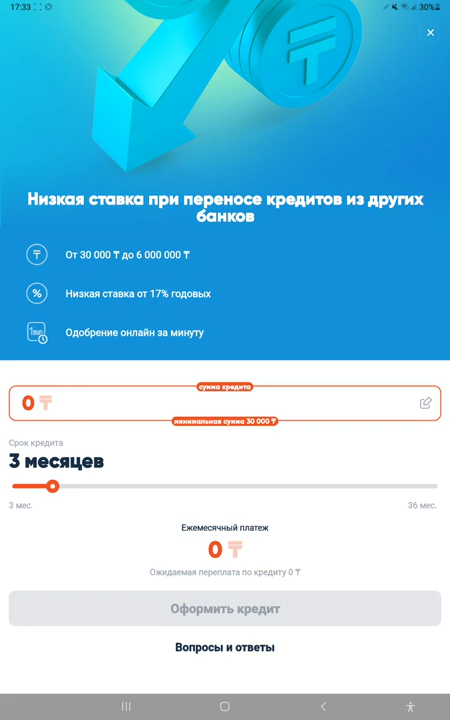 17:33
30%
Низкая ставка при переносе кредитов из других
банков
От 30 000 ₸ до 6 000 000 ₸
Низкая ставка от 17% годовых
1min
Одобрение онлайн за минуту
сумма кредита
0 ₸
минимальная сумма 30 000 ₸
Срок кредита
3 месяцев
3 мес.
36 мес.
Ежемесячный платеж
0 ₸
Ожидаемая переплата по кредиту 0 ₸
Оформить кредит
Вопросы и ответы